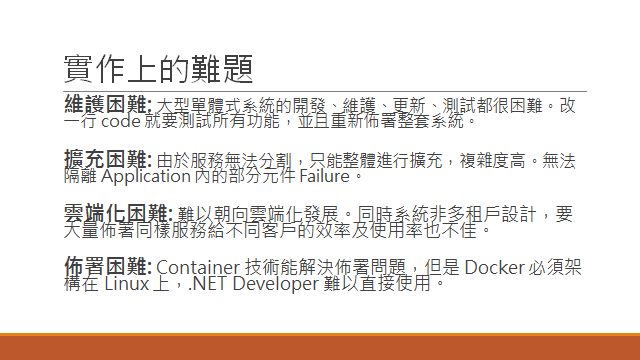 實作上的難題
維護困難: 大型單體式系統的開發、維護、更新、測試都很困難。改
一行 code 就要測試所有功能，並且重新佈署整套系統。
擴充困難: 由於服務無法分割，只能整體進行擴充，複雜度高。無法
隔離 Application 內的部分元件 Failure。
雲端化困難: 難以朝向雲端化發展。同時系統非多租戶設計，要
大量佈署同樣服務給不同客戶的效率及使用率也不佳。
佈署困難: Container 技術能解決佈署問題，但是 Docker 必須架
構在 Linux 上，.NET Developer 難以直接使用。